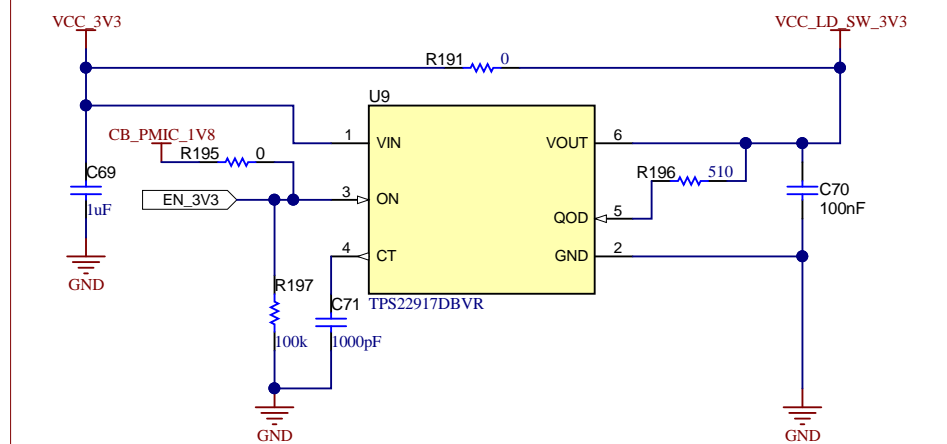 VCC_3V3
VCC_LD_SW_3V3
R191 0
U9
CB_PMIC_1V8
R195 0
1 VIN
VOUT 6
C69
1uF
R196 510
EN_3V3
3 ON
C70
100nF
QOD 5
4 CT
GND 2
GND
R197
100k
C71
1000pF
TPS22917DBVR
GND
GND